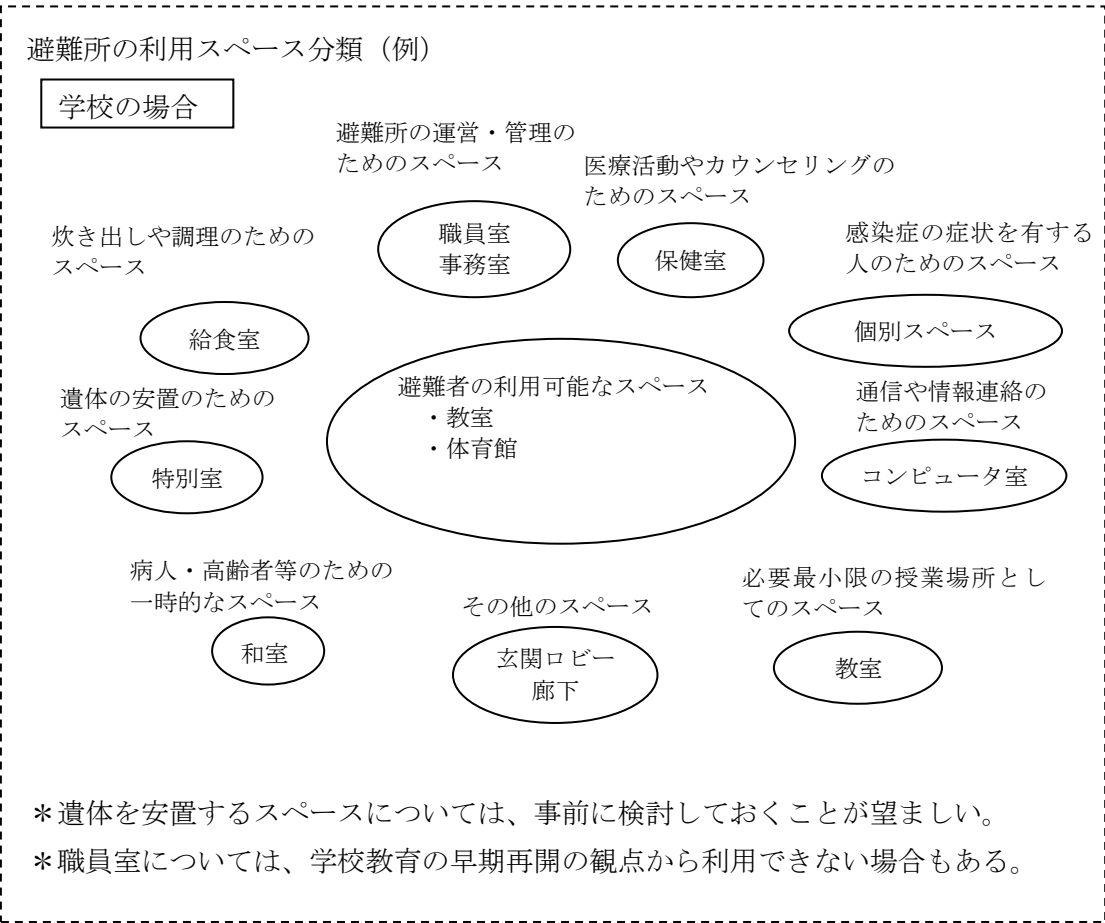 避難所の利用スペース分類（例）
学校の場合
避難所の運営・管理の
ためのスペース
職員室
事務室
医療活動やカウンセリングの
ためのスペース
保健室
炊き出しや調理のための
スペース
給食室
感染症の症状を有する
人のためのスペース
個別スペース
避難者の利用可能なスペース
・教室
・体育館
遺体の安置のための
スペース
特別室
通信や情報連絡の
ためのスペース
コンピュータ室
病人・高齢者等のための
一時的なスペース
和室
その他のスペース
玄関ロビー
廊下
必要最小限の授業場所とし
てのスペース
教室
＊遺体を安置するスペースについては、事前に検討しておくことが望ましい。
＊職員室については、学校教育の早期再開の観点から利用できない場合もある。